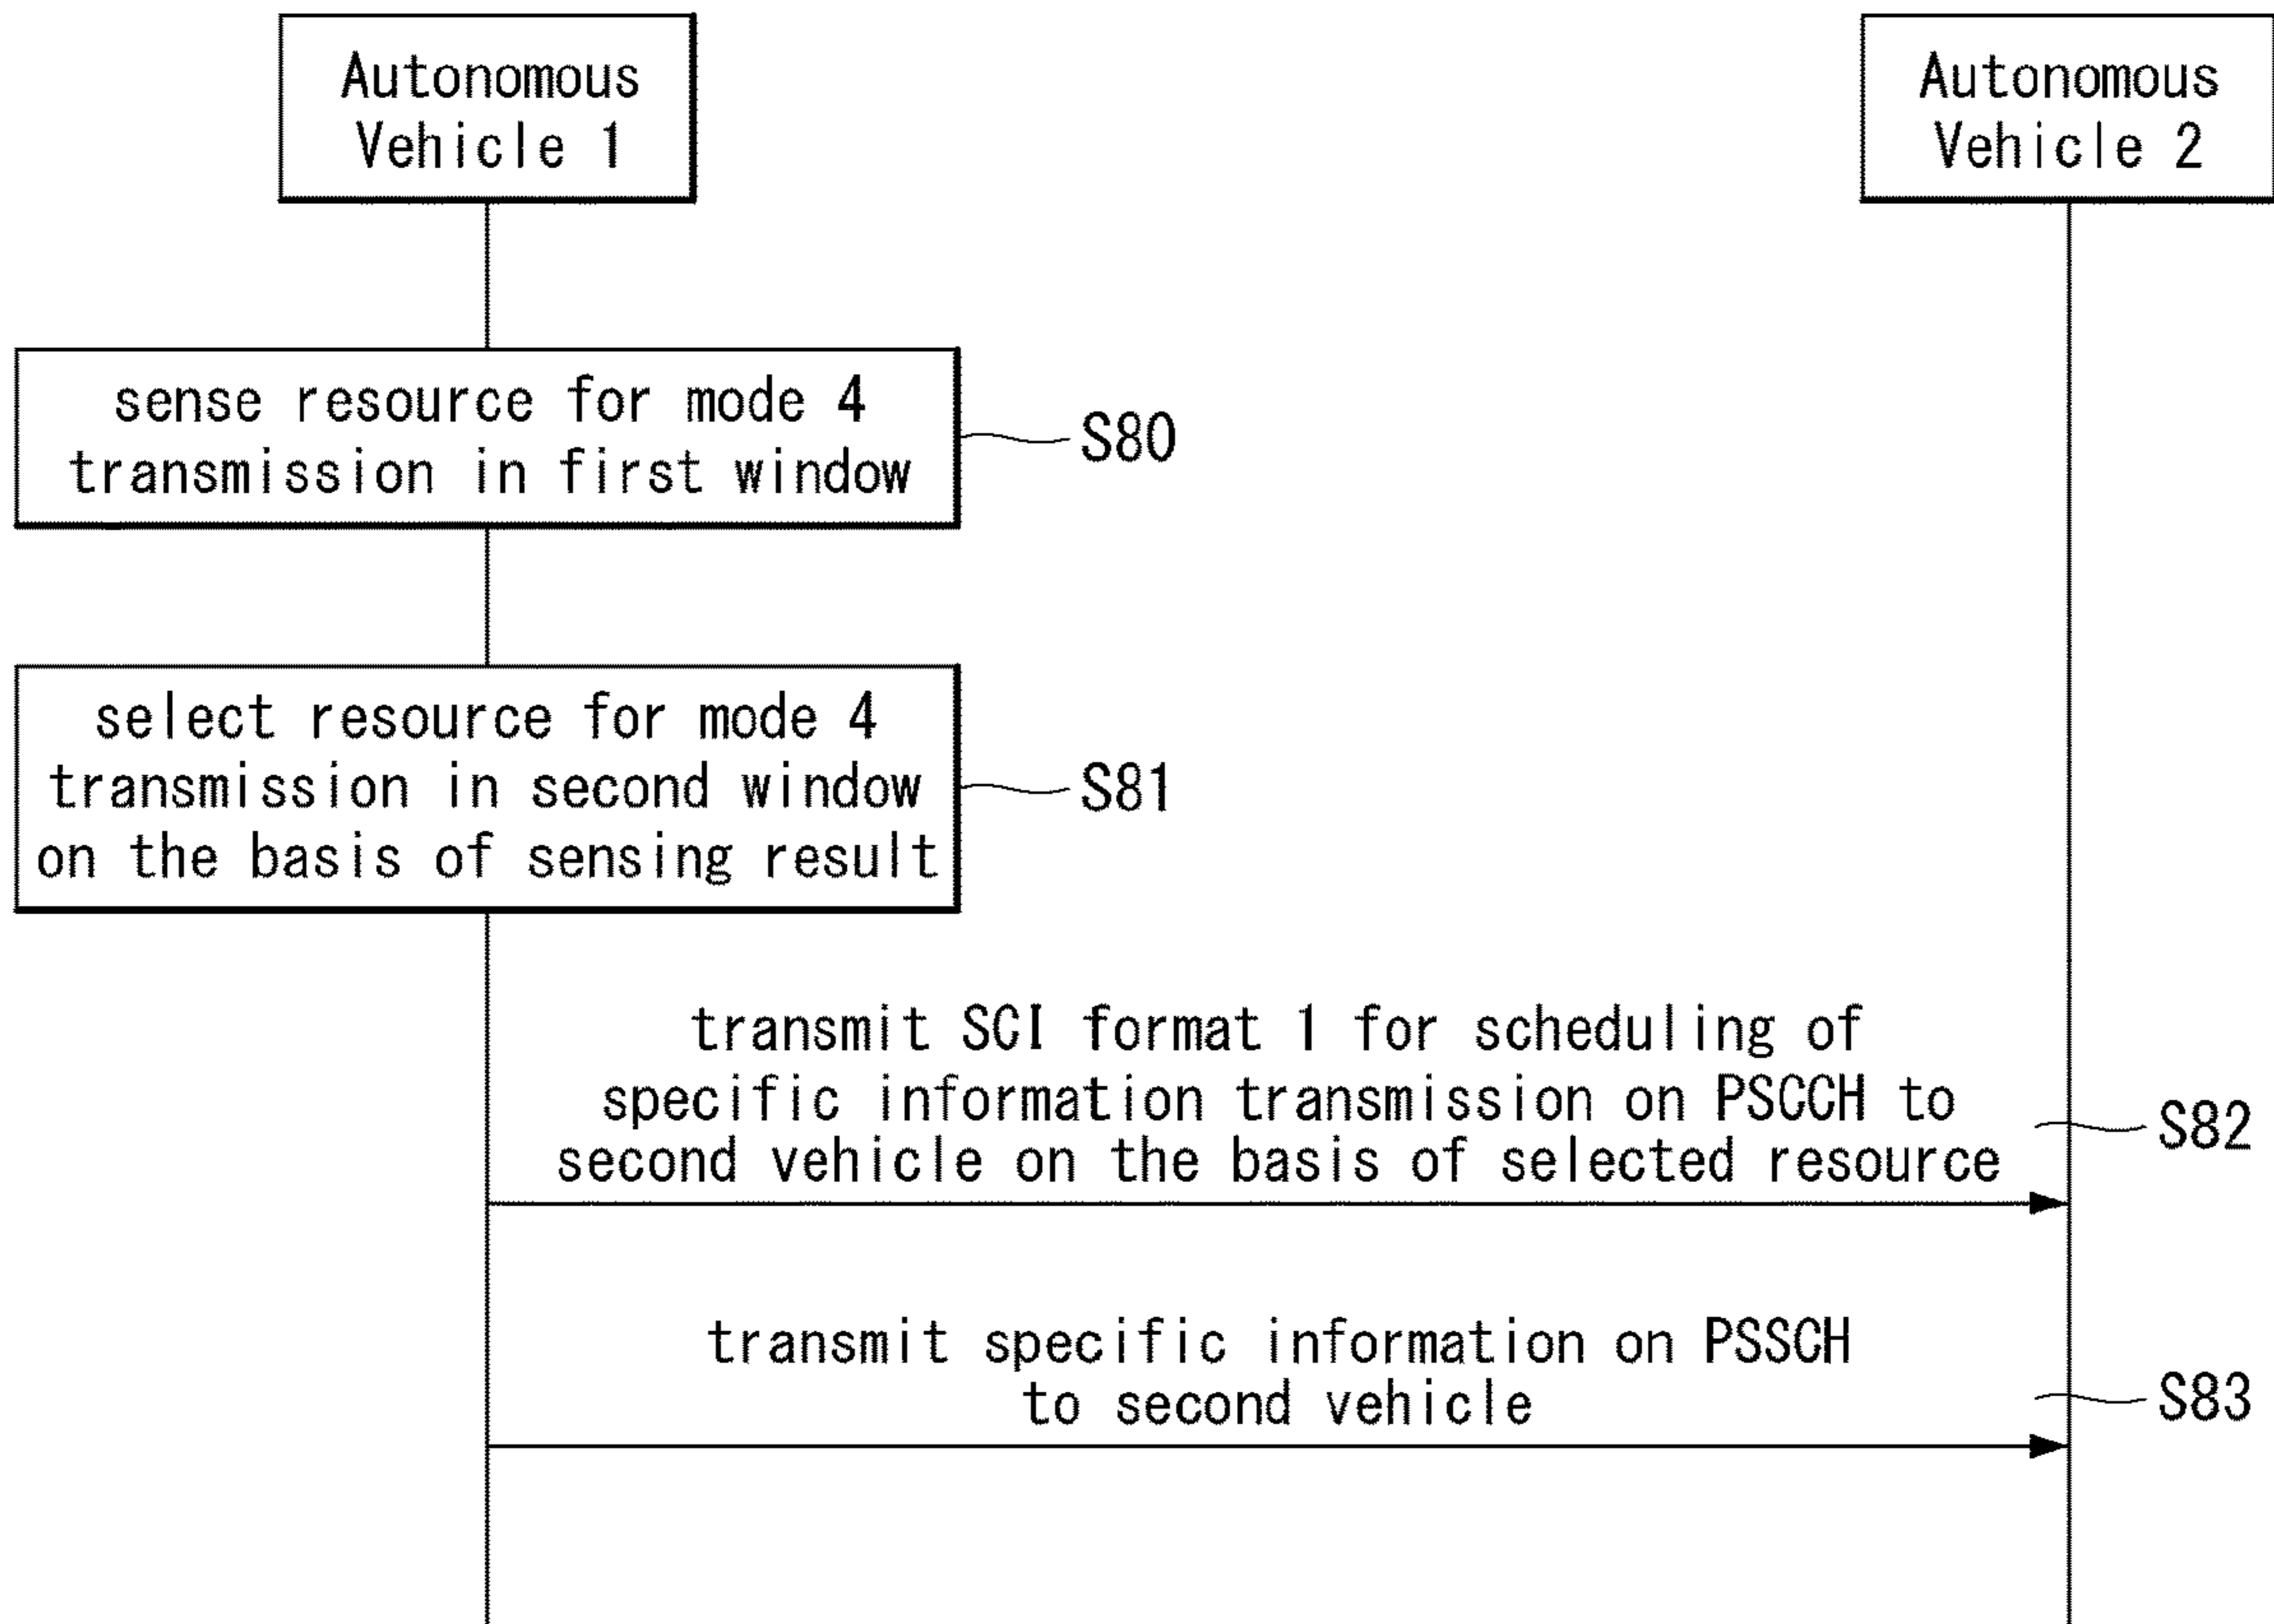 Autonomous
Vehicle 1
Autonomous
Vehicle 2
sense resource for mode 4
transmission in first window
S80
select resource for mode 4
transmission in second window
on the basis of sensing result
S81
transmit SCI format 1 for scheduling of
specific information transmission on PSCCH to
second vehicle on the basis of selected resource
S82
transmit specific information on PSSCH
to second vehicle
S83